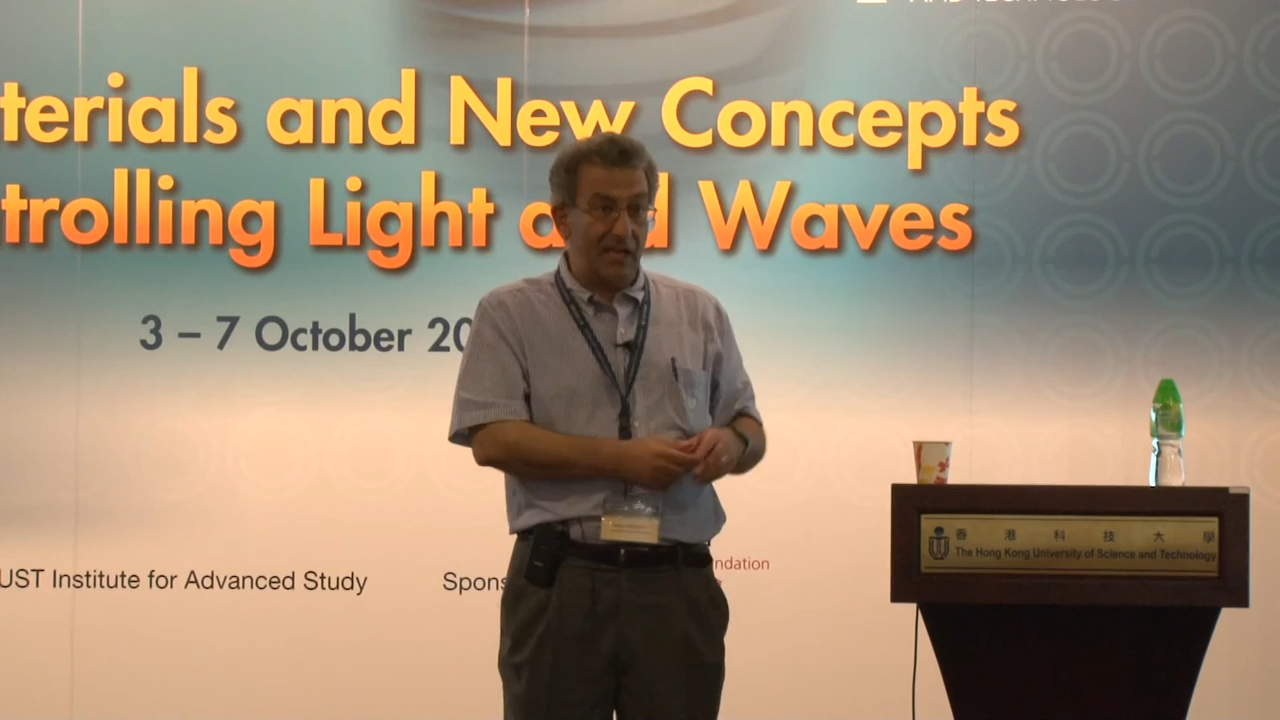 terials and New Concepts
trolling Light and Waves
3 – 7 October 20
UST Institute for Advanced Study
Spons
ndation
香港科技大學
The Hong Kong University of Science and Technology